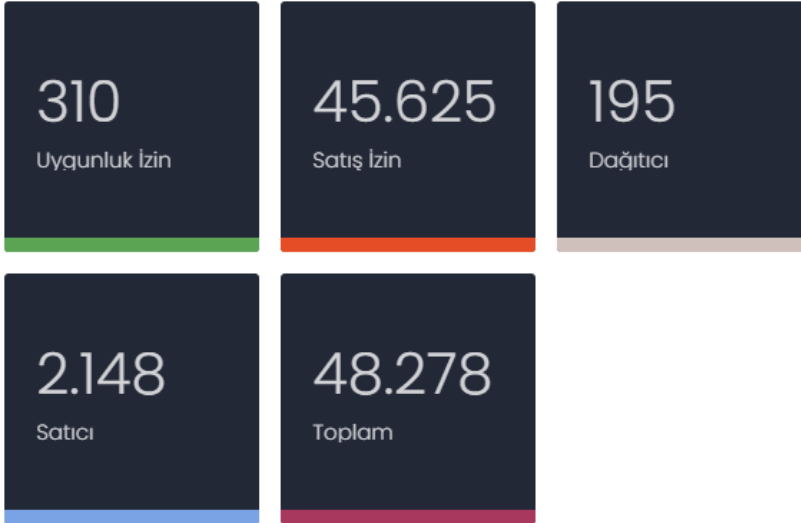 310
Uygunluk İzin
45.625
Satış İzin
195
Dağıtıcı
2.148
Satıcı
48.278
Toplam